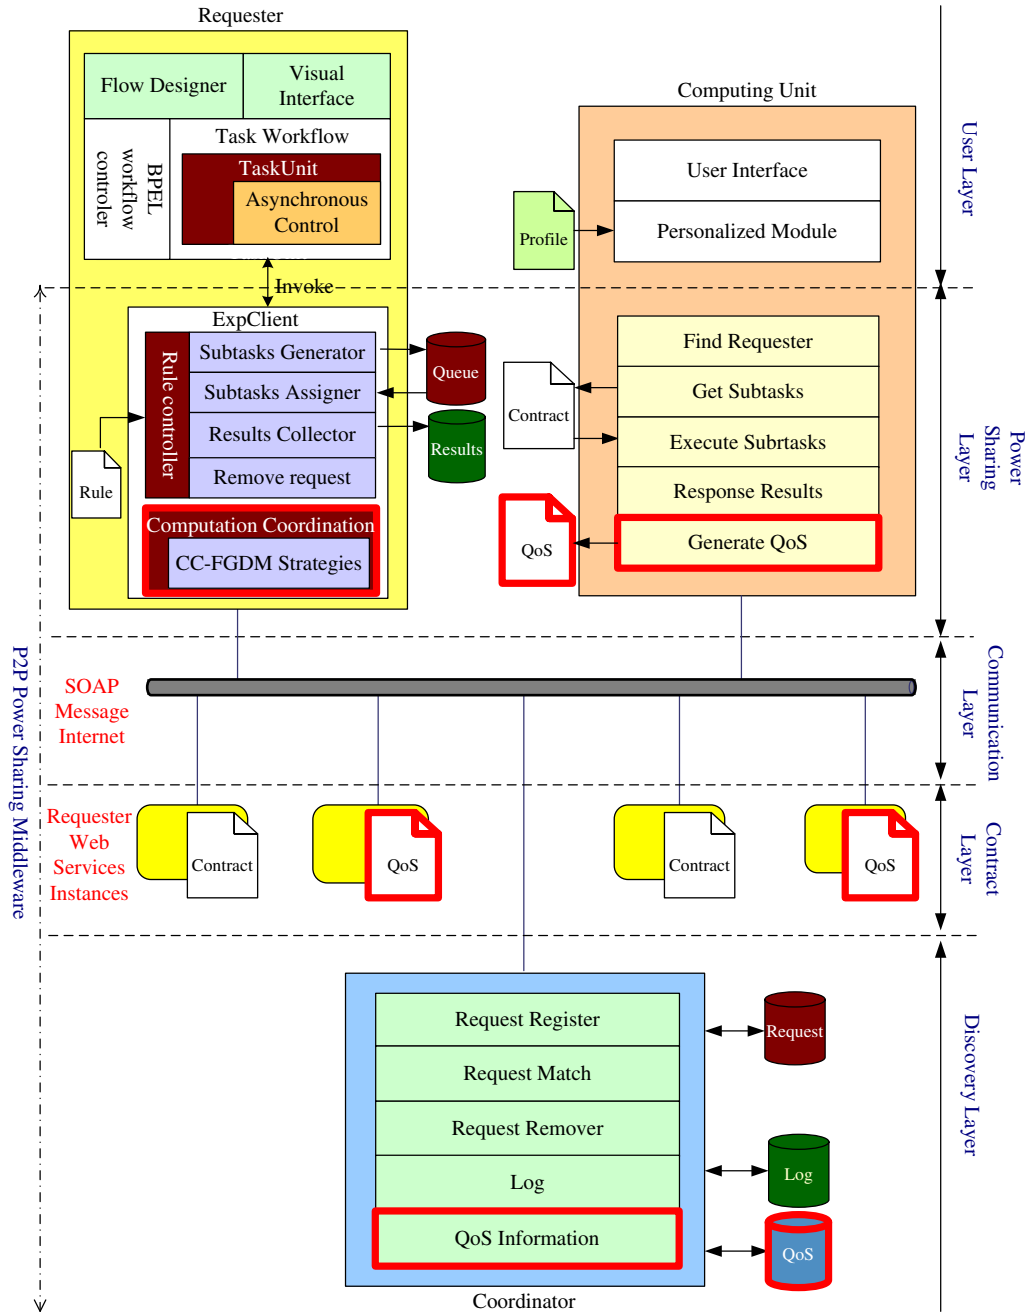 Requester
Flow Designer
Visual
Interface
BPEL
workflow
controler
Task Workflow
TaskUnit
Asynchronous
Control
Invoke
Computing Unit
User Interface
Personalized Module
Profile
User Layer
ExpClient
Rule controller
Subtasks Generator
Subtasks Assigner
Results Collector
Remove request
Queue
Results
Rule
Computation Coordination
CC-FGDM Strategies
Find Requester
Get Subtasks
Execute Subrtasks
Response Results
Generate QoS
Contract
QoS
Power
Sharing
Layer
P2P Power Sharing Middleware
SOAP
Message
Internet
Communication
Layer
Requester
Web
Services
Instances
Contract
QoS
Contract
QoS
Contract
Layer
Request Register
Request Match
Request Remover
Log
QoS Information
Request
Log
QoS
Discovery Layer
Coordinator